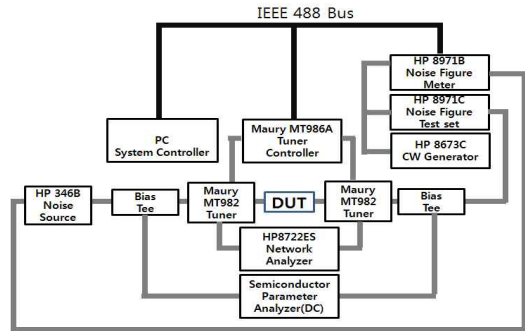 IEEE 488 Bus
HP 8971B
Noise Figure
Meter
HP 8971C
Noise Figure
Test set
HP 8673C
CW Generator
PC
System Controller
Maury MT986A
Tuner
Controller
HP 346B
Noise
Source
Bias
Tee
Maury
MT982
Tuner
DUT
Maury
MT982
Tuner
Bias
Tee
HP8722ES
Network
Analyzer
Semiconductor
Parameter
Analyzer(DC)